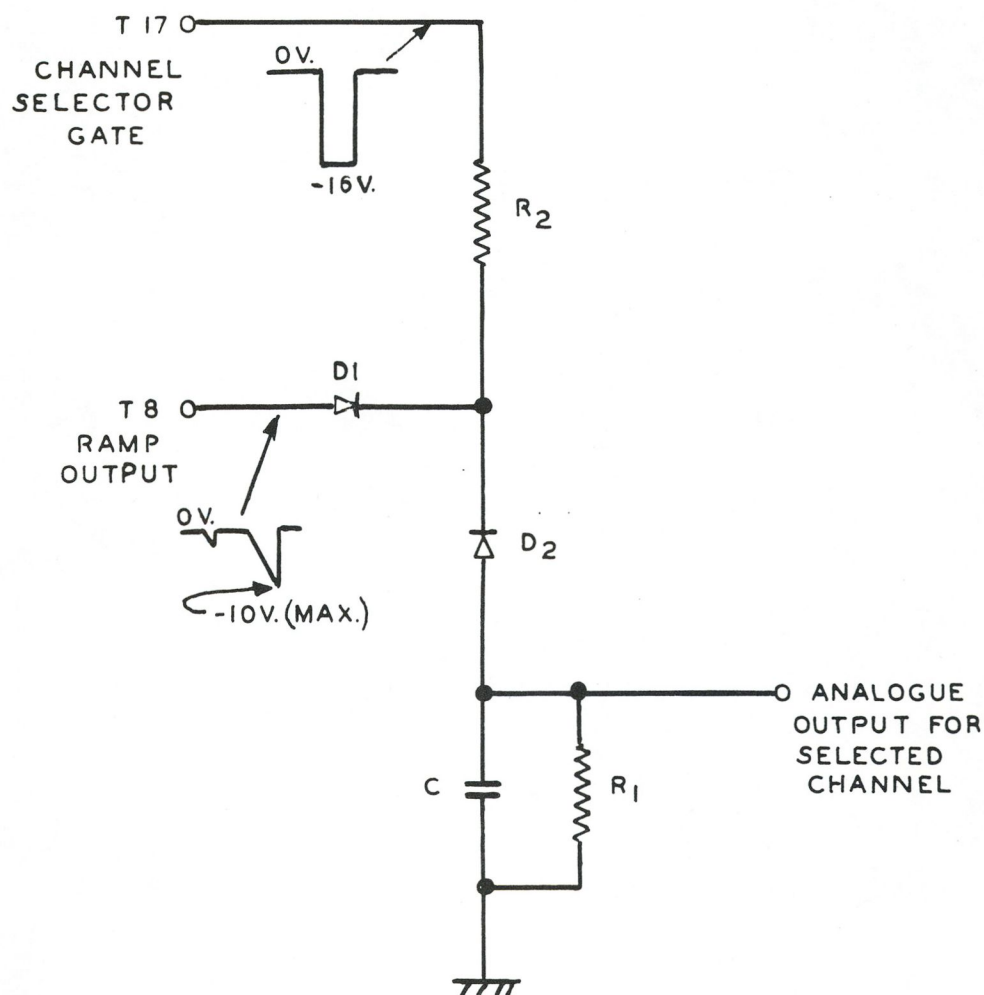 T 17
CHANNEL
SELECTOR
GATE
0V.
-16V.
R2
D1
T 8
RAMP
OUTPUT
0V.
-10V.(MAX.)
D2
ANALOGUE
OUTPUT FOR
SELECTED
CHANNEL
C
R1